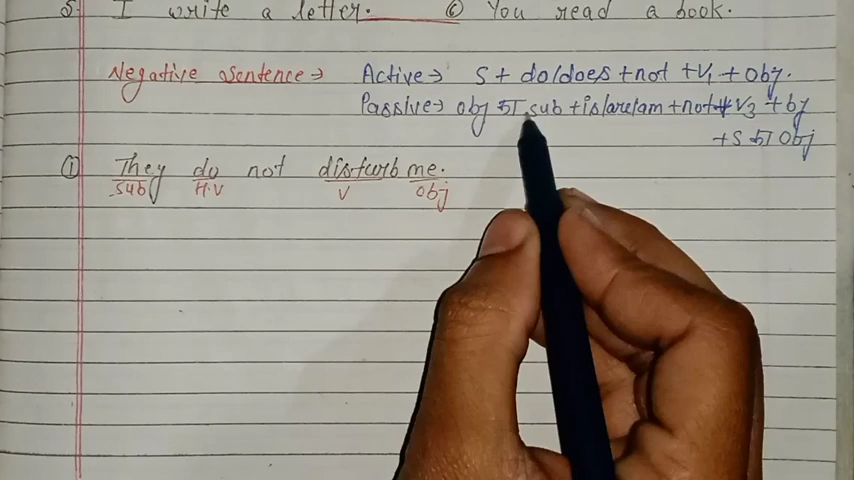 5. I write a letter. ⑥ You read a book.
Negative sentence → Active → S + do/does + not + V₁ + Obj.
Passive → Obj का sub + is/are/am + not + V₃ + by
+ S का Obj
① They do not disturb me.
Sub H.V V Obj